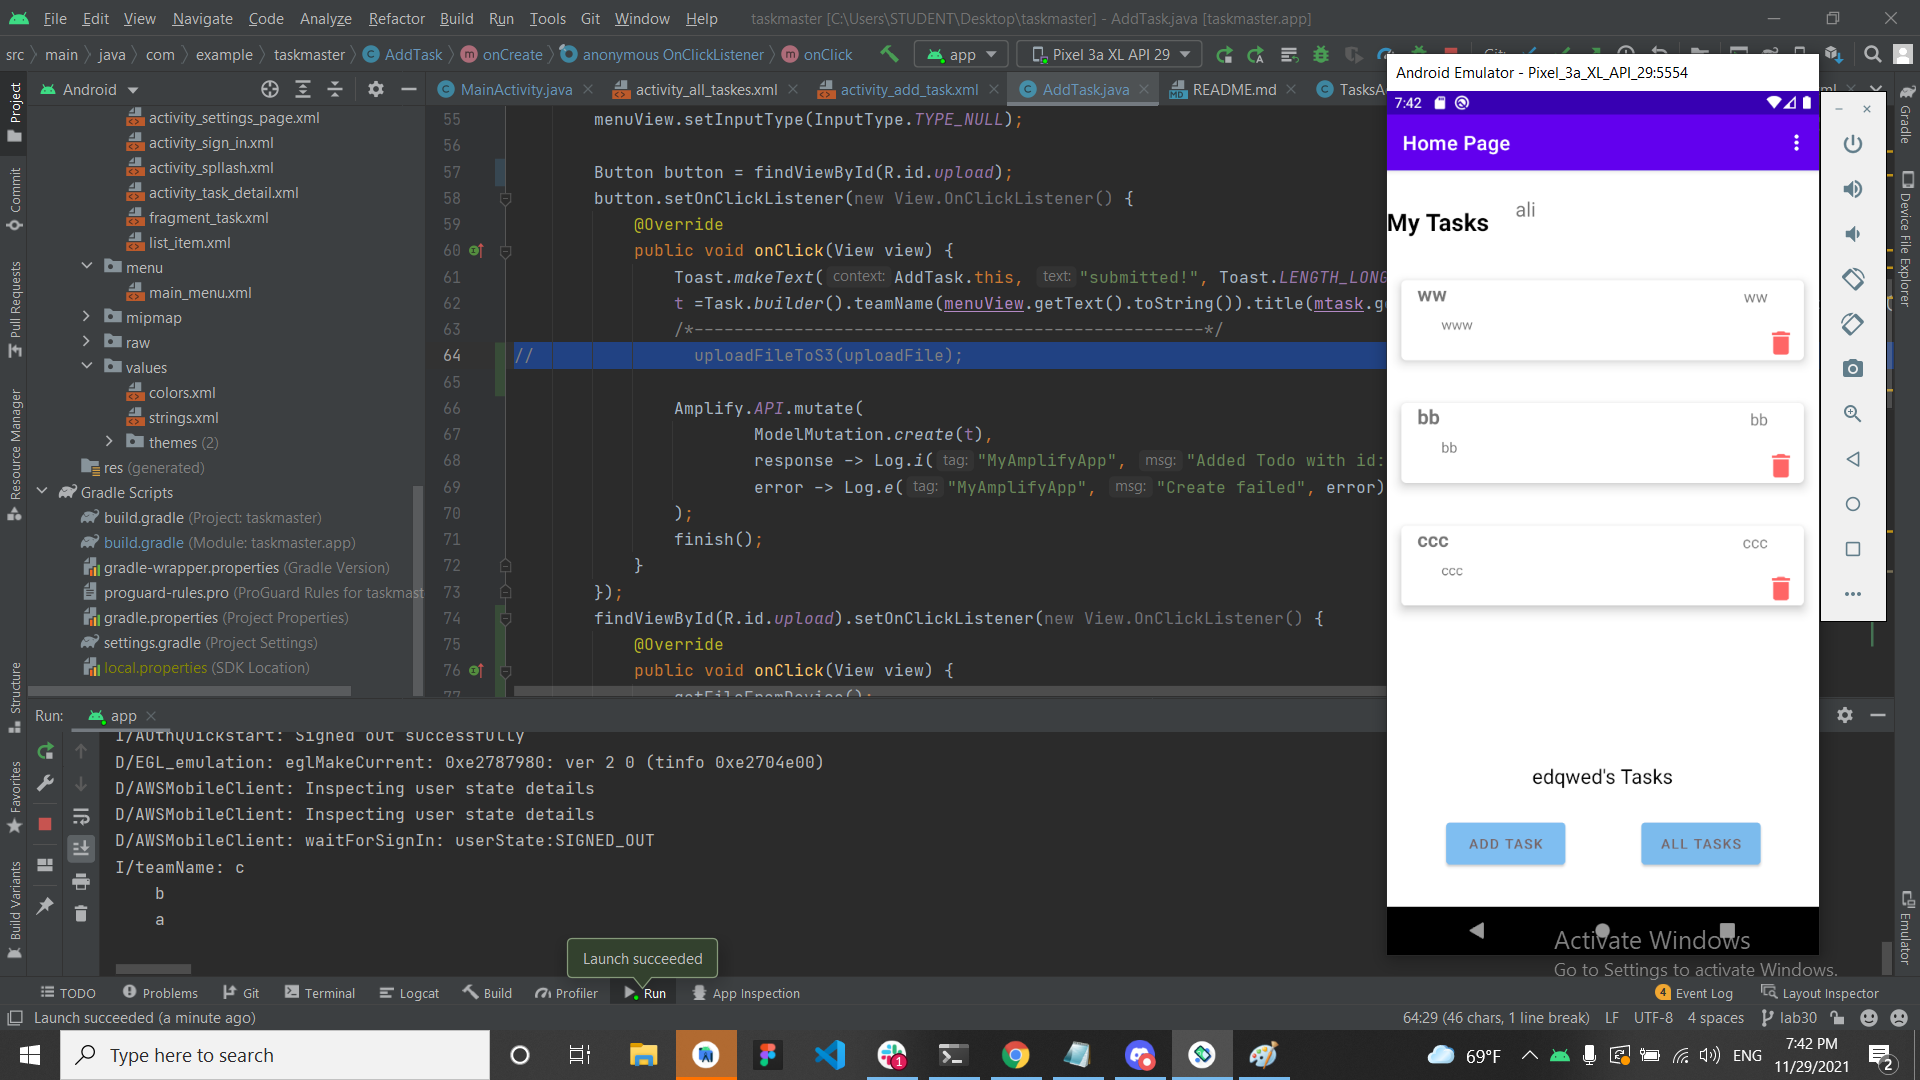 File Edit View Navigate Code Analyze Refactor Build Run Tools Git Window Help taskmaster [C:\Users\STUDENT\Desktop\taskmaster] - AddTask.java [taskmaster.app]
src main java com example taskmaster AddTask onCreate anonymous OnClickListener onClick app Pixel 3a XL API 29
Android
MainActivity.java activity_all_taskes.xml activity_add_task.xml AddTask.java README.md TasksA
Project
Commit
Pull Requests
Resource Manager
Structure
Favorites
Build Variants
activity_settings_page.xml
activity_sign_in.xml
activity_spllash.xml
activity_task_detail.xml
fragment_task.xml
list_item.xml
menu
main_menu.xml
mipmap
raw
values
colors.xml
strings.xml
themes (2)
res (generated)
Gradle Scripts
build.gradle (Project: taskmaster)
build.gradle (Module: taskmaster.app)
gradle-wrapper.properties (Gradle Version)
proguard-rules.pro (ProGuard Rules for taskmast
gradle.properties (Project Properties)
settings.gradle (Project Settings)
local.properties (SDK Location)
55 menuView.setInputType(InputType.TYPE_NULL);
56
57 Button button = findViewById(R.id.upload);
58 button.setOnClickListener(new View.OnClickListener() {
59 @Override
60 public void onClick(View view) {
61 Toast.makeText( context: AddTask.this, text: "submitted!", Toast.LENGTH_LONG
62 t =Task.builder().teamName(menuView.getText().toString()).title(mtask.g
63 /*---------------------------------------------------*/
64 // uploadFileToS3(uploadFile);
65
66 Amplify.API.mutate(
67 ModelMutation.create(t),
68 response -> Log.i( tag: "MyAmplifyApp", msg: "Added Todo with id:
69 error -> Log.e( tag: "MyAmplifyApp", msg: "Create failed", error)
70 );
71 finish();
72 }
73 });
74 findViewById(R.id.upload).setOnClickListener(new View.OnClickListener() {
75 @Override
76 public void onClick(View view) {
77
Android Emulator - Pixel_3a_XL_API_29:5554
7:42
Home Page
My Tasks
ali
ww ww
www
bb bb
bb
ccc ccc
ccc
edqwed's Tasks
ADD TASK ALL TASKS
Gradle
Device File Explorer
Emulator
Run: app
I/AuthQuickstart: Signed out successfully
D/EGL_emulation: eglMakeCurrent: 0xe2787980: ver 2 0 (tinfo 0xe2704e00)
D/AWSMobileClient: Inspecting user state details
D/AWSMobileClient: Inspecting user state details
D/AWSMobileClient: waitForSignIn: userState:SIGNED_OUT
I/teamName: c
b
a
Launch succeeded
Activate Windows
Go to Settings to activate Windows.
TODO Problems Git Terminal Logcat Build Profiler Run App Inspection 4 Event Log Layout Inspector
Launch succeeded (a minute ago) 64:29 (46 chars, 1 line break) LF UTF-8 4 spaces lab30
Type here to search 1 69°F ENG 7:42 PM
11/29/2021 2